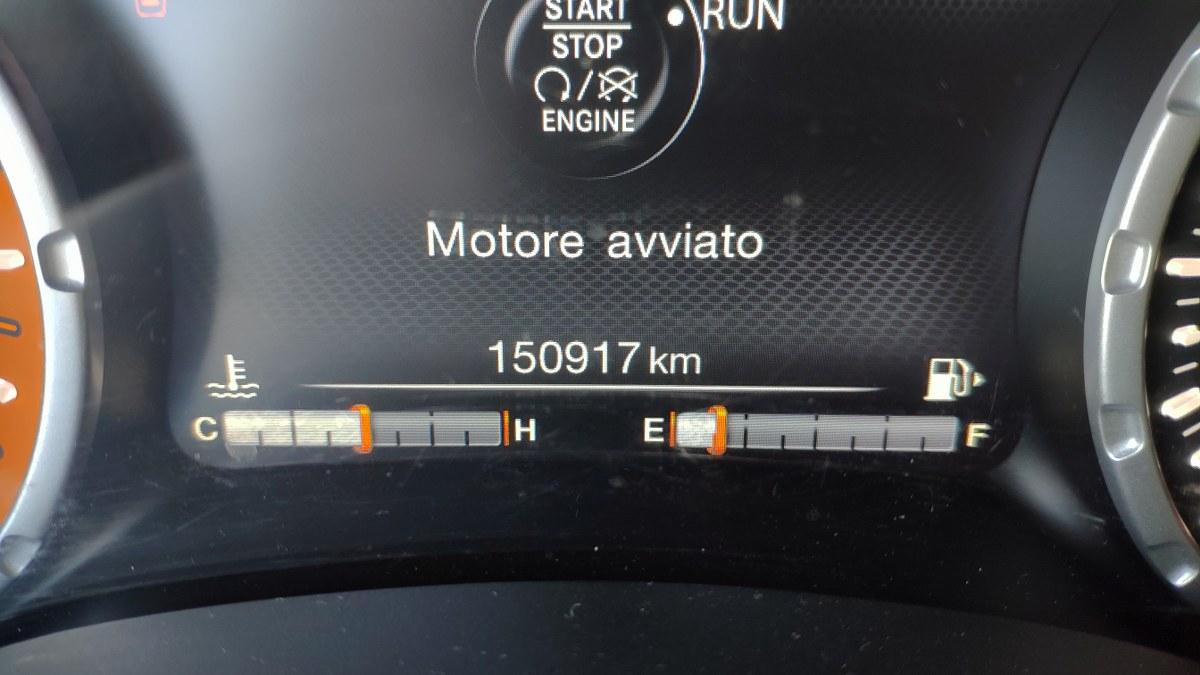 START
RUN
STOP
ENGINE
Motore avviato
150917 km
C H E F